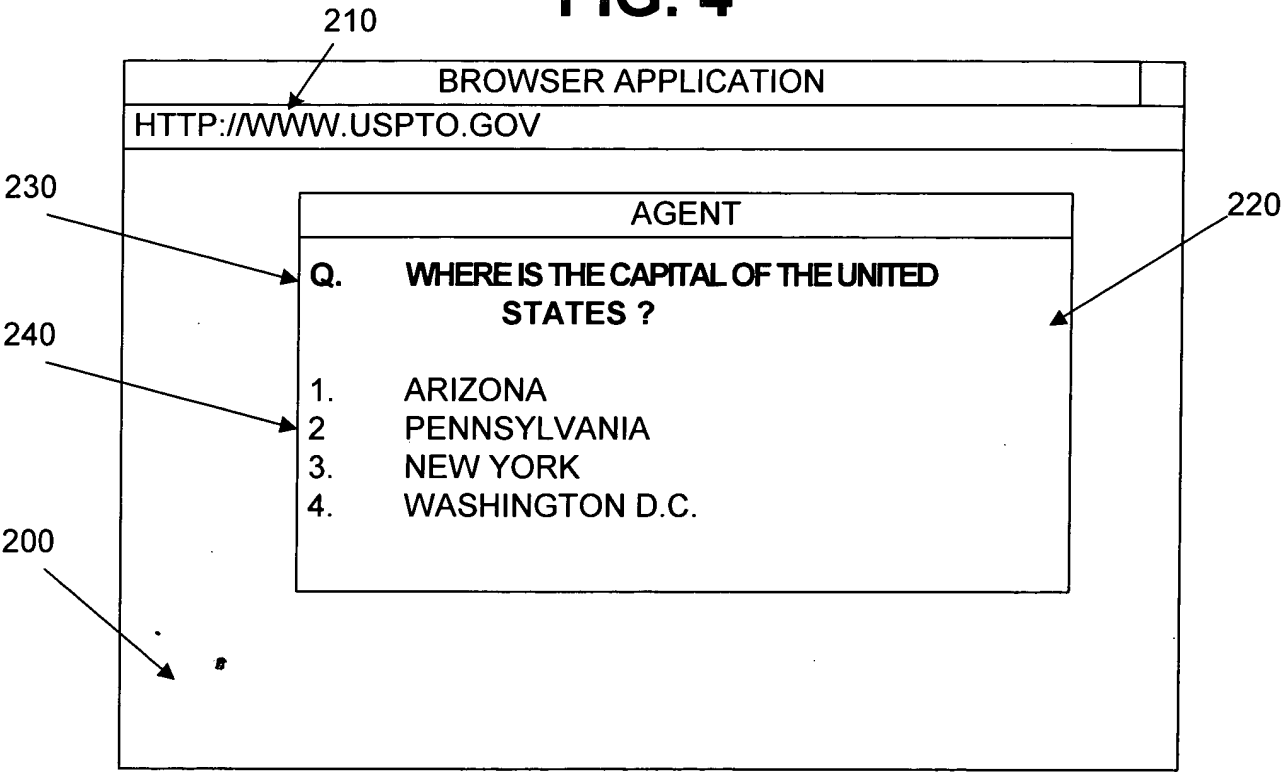 FIG. 4
210
BROWSER APPLICATION
HTTP://WWW.USPTO.GOV
230
AGENT
220
Q. WHERE IS THE CAPITAL OF THE UNITED
STATES ?
240
1. ARIZONA
2 PENNSYLVANIA
3. NEW YORK
4. WASHINGTON D.C.
200